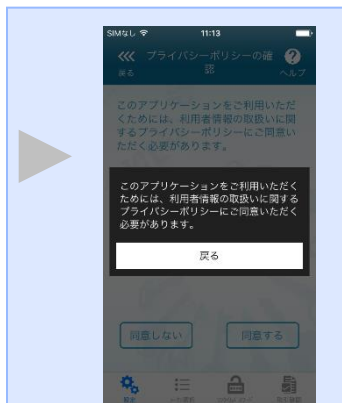 SIMなし 11:13
プライバシーポリシーの確
認
戻る
ヘルプ
このアプリケーションをご利用いただ
くためには、利用者情報の取扱いに関
するプライバシーポリシーにご同意い
ただく必要があります。
このアプリケーションをご利用いただく
ためには、利用者情報の取扱いに関する
プライバシーポリシーにご同意いただく
必要があります。
戻る
同意しない
同意する